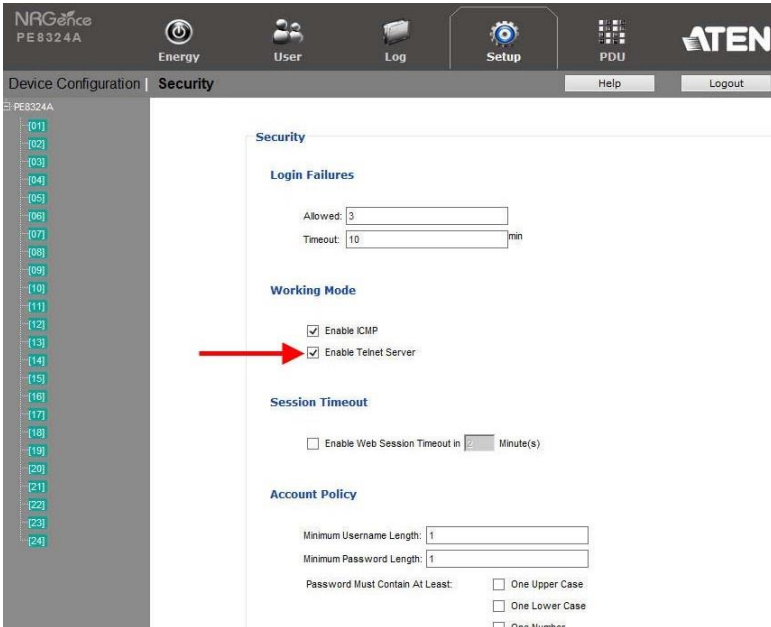 NRGence
PE8324A
Energy
User
Log
Setup
PDU
ATEN
Device Configuration | Security
Help
Logout
PE8324A
[01]
[02]
[03]
[04]
[05]
[06]
[07]
[08]
[09]
[10]
[11]
[12]
[13]
[14]
[15]
[16]
[17]
[18]
[19]
[20]
[21]
[22]
[23]
[24]
Security
Login Failures
Allowed: 3
Timeout: 10 min
Working Mode
Enable ICMP
Enable Telnet Server
Session Timeout
Enable Web Session Timeout in 2 Minute(s)
Account Policy
Minimum Username Length: 1
Minimum Password Length: 1
Password Must Contain At Least: One Upper Case
One Lower Case
One Number